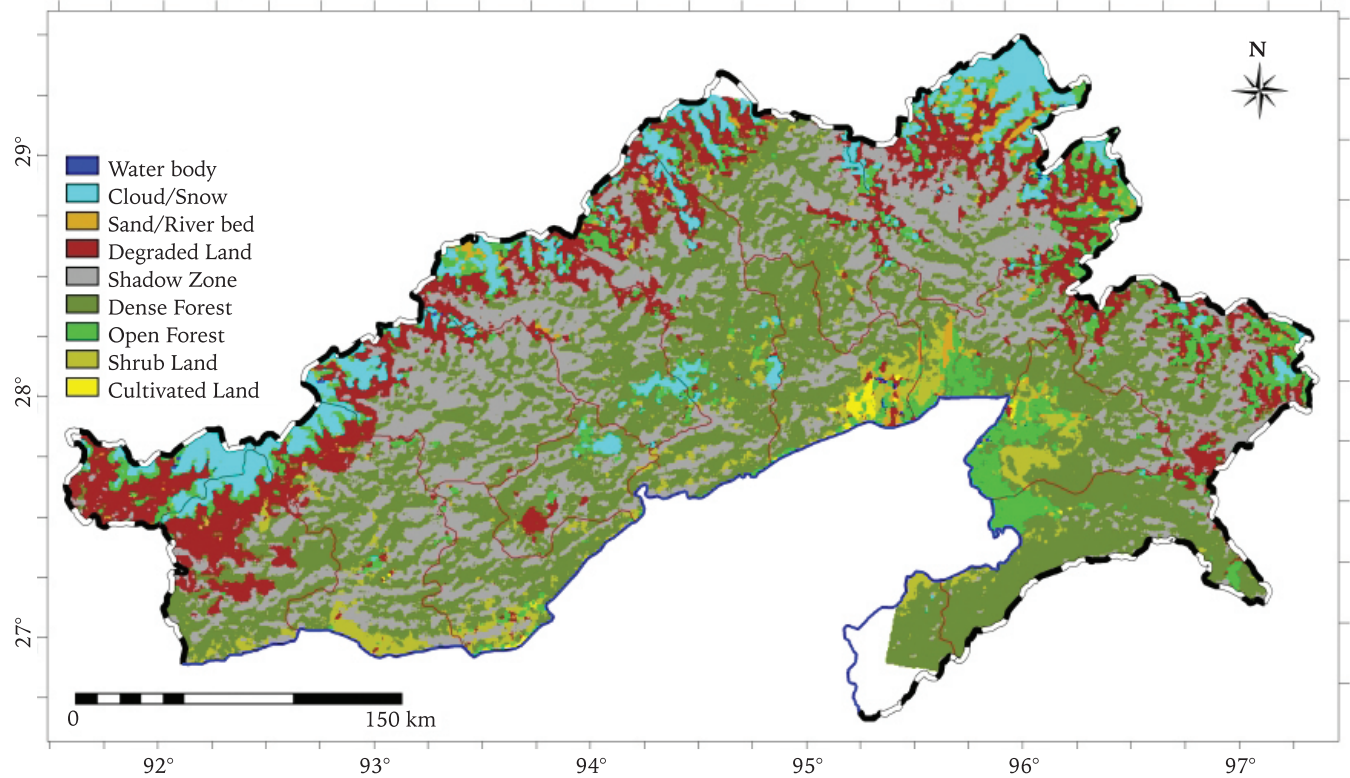 N
29°
28°
27°
Water body
Cloud/Snow
Sand/River bed
Degraded Land
Shadow Zone
Dense Forest
Open Forest
Shrub Land
Cultivated Land
0 150 km
92° 93° 94° 95° 96° 97°